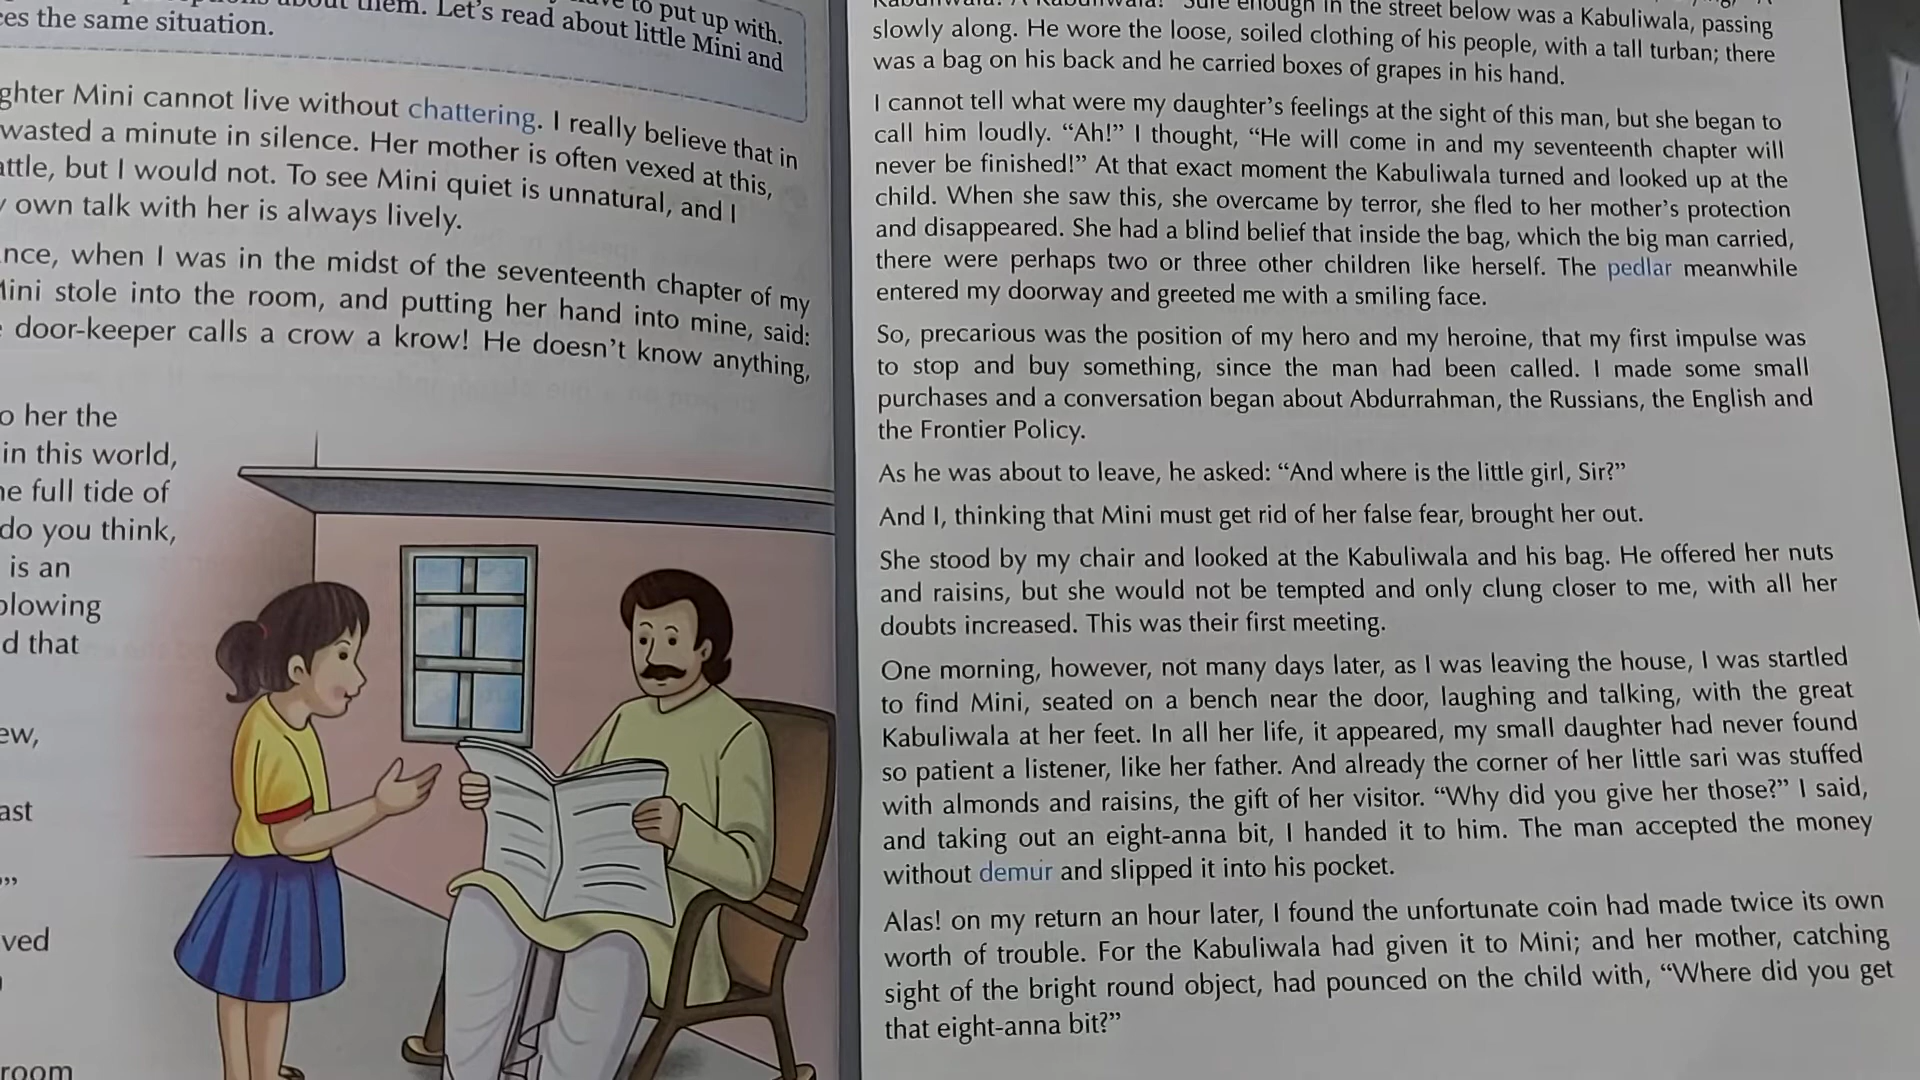 to put up with.
about them. Let's read about little Mini and
ces the same situation.
ghter Mini cannot live without chattering. I really believe that in
wasted a minute in silence. Her mother is often vexed at this,
attle, but I would not. To see Mini quiet is unnatural, and I
own talk with her is always lively.
nce, when I was in the midst of the seventeenth chapter of my
Mini stole into the room, and putting her hand into mine, said:
door-keeper calls a crow a krow! He doesn't know anything,
o her the
in this world,
he full tide of
do you think,
is an
blowing
d that
ew,
ast
"
ved
room
Kabuliwala! A Kabuliwala!" Sure enough in the street below was a Kabuliwala, passing
slowly along. He wore the loose, soiled clothing of his people, with a tall turban; there
was a bag on his back and he carried boxes of grapes in his hand.
I cannot tell what were my daughter's feelings at the sight of this man, but she began to
call him loudly. "Ah!" I thought, "He will come in and my seventeenth chapter will
never be finished!" At that exact moment the Kabuliwala turned and looked up at the
child. When she saw this, she overcame by terror, she fled to her mother's protection
and disappeared. She had a blind belief that inside the bag, which the big man carried,
there were perhaps two or three other children like herself. The pedlar meanwhile
entered my doorway and greeted me with a smiling face.
So, precarious was the position of my hero and my heroine, that my first impulse was
to stop and buy something, since the man had been called. I made some small
purchases and a conversation began about Abdurrahman, the Russians, the English and
the Frontier Policy.
As he was about to leave, he asked: "And where is the little girl, Sir?"
And I, thinking that Mini must get rid of her false fear, brought her out.
She stood by my chair and looked at the Kabuliwala and his bag. He offered her nuts
and raisins, but she would not be tempted and only clung closer to me, with all her
doubts increased. This was their first meeting.
One morning, however, not many days later, as I was leaving the house, I was startled
to find Mini, seated on a bench near the door, laughing and talking, with the great
Kabuliwala at her feet. In all her life, it appeared, my small daughter had never found
so patient a listener, like her father. And already the corner of her little sari was stuffed
with almonds and raisins, the gift of her visitor. "Why did you give her those?" I said,
and taking out an eight-anna bit, I handed it to him. The man accepted the money
without demur and slipped it into his pocket.
Alas! on my return an hour later, I found the unfortunate coin had made twice its own
worth of trouble. For the Kabuliwala had given it to Mini; and her mother, catching
sight of the bright round object, had pounced on the child with, "Where did you get
that eight-anna bit?"